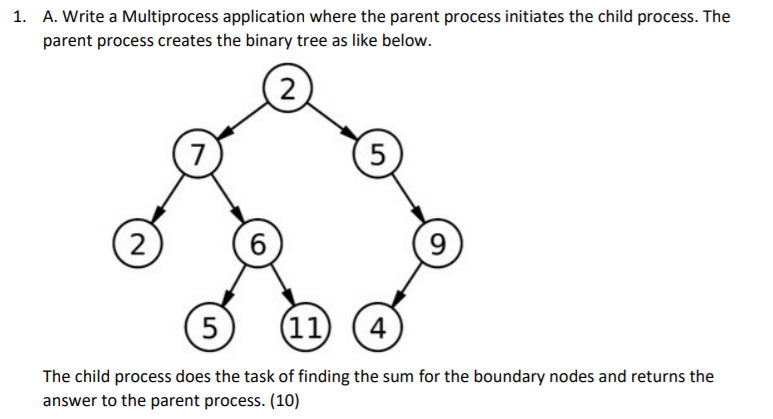 1. A. Write a Multiprocess application where the parent process initiates the child process. The
parent process creates the binary tree as like below.
2
7 5
2 6 9
5 11 4
The child process does the task of finding the sum for the boundary nodes and returns the
answer to the parent process. (10)